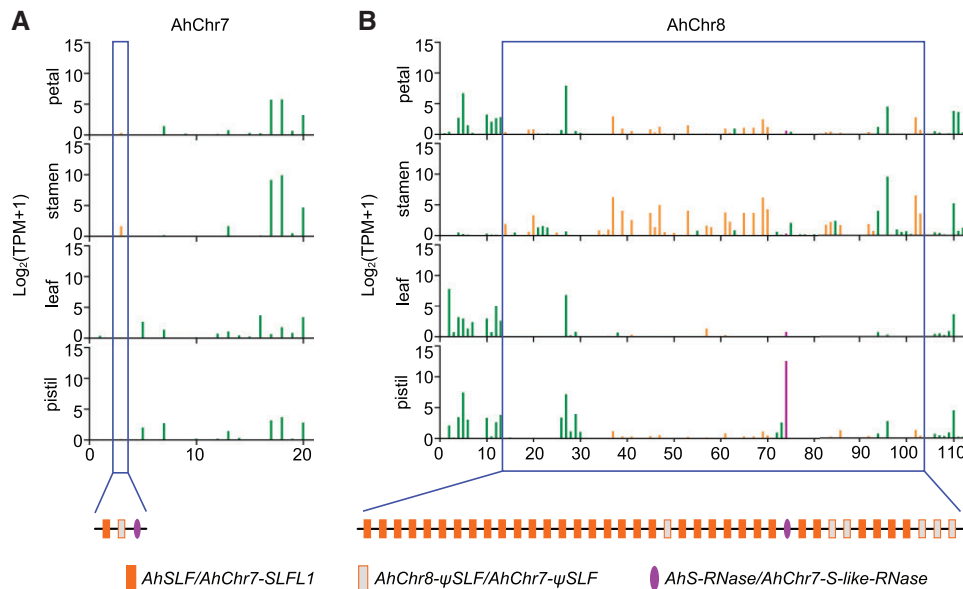 A
AhChr7
B
AhChr8
Log₂(TPM+1)
petal
15
10
5
0
stamen
15
10
5
0
leaf
15
10
5
0
pistil
15
10
5
0
0 10 20
Log₂(TPM+1)
petal
15
10
5
0
stamen
15
10
5
0
leaf
15
10
5
0
pistil
15
10
5
0
0 10 20 30 40 50 60 70 80 90 100 110
AhSLF/AhChr7-SLFL1
AhChr8-ψSLF/AhChr7-ψSLF
AhS-RNase/AhChr7-S-like-RNase